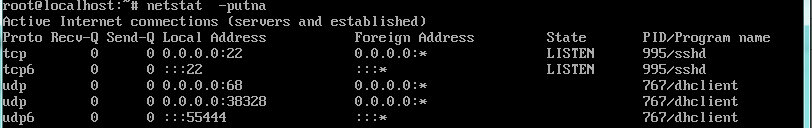 root@localhost:~# netstat  -putna
Active Internet connections (servers and established)
Proto Recv-Q Send-Q Local Address           Foreign Address         State       PID/Program name
tcp        0      0 0.0.0.0:22              0.0.0.0:*               LISTEN      995/sshd
tcp6       0      0 :::22                   :::*                    LISTEN      995/sshd
udp        0      0 0.0.0.0:68              0.0.0.0:*                           767/dhclient
udp        0      0 0.0.0.0:38328           0.0.0.0:*                           767/dhclient
udp6       0      0 :::55444                :::*                                767/dhclient